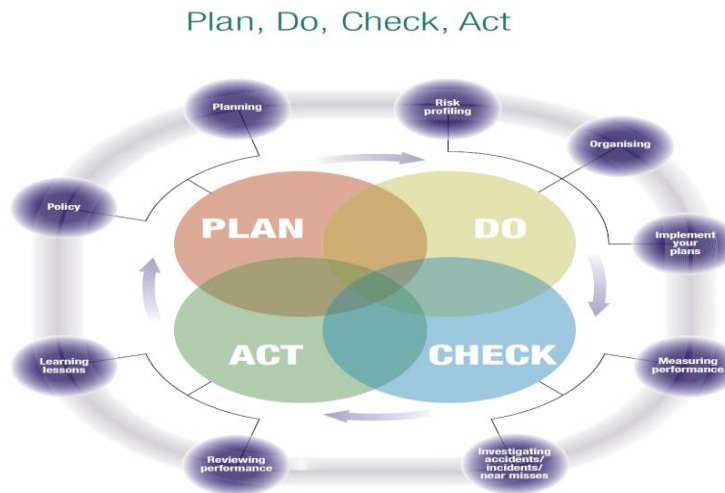 Plan, Do, Check, Act
Planning
Risk
profiling
Organising
Policy
PLAN
DO
Implement
your
plans
ACT
CHECK
Learning
lessons
Measuring
performance
Reviewing
performance
Investigating
accidents/
incidents/
near misses